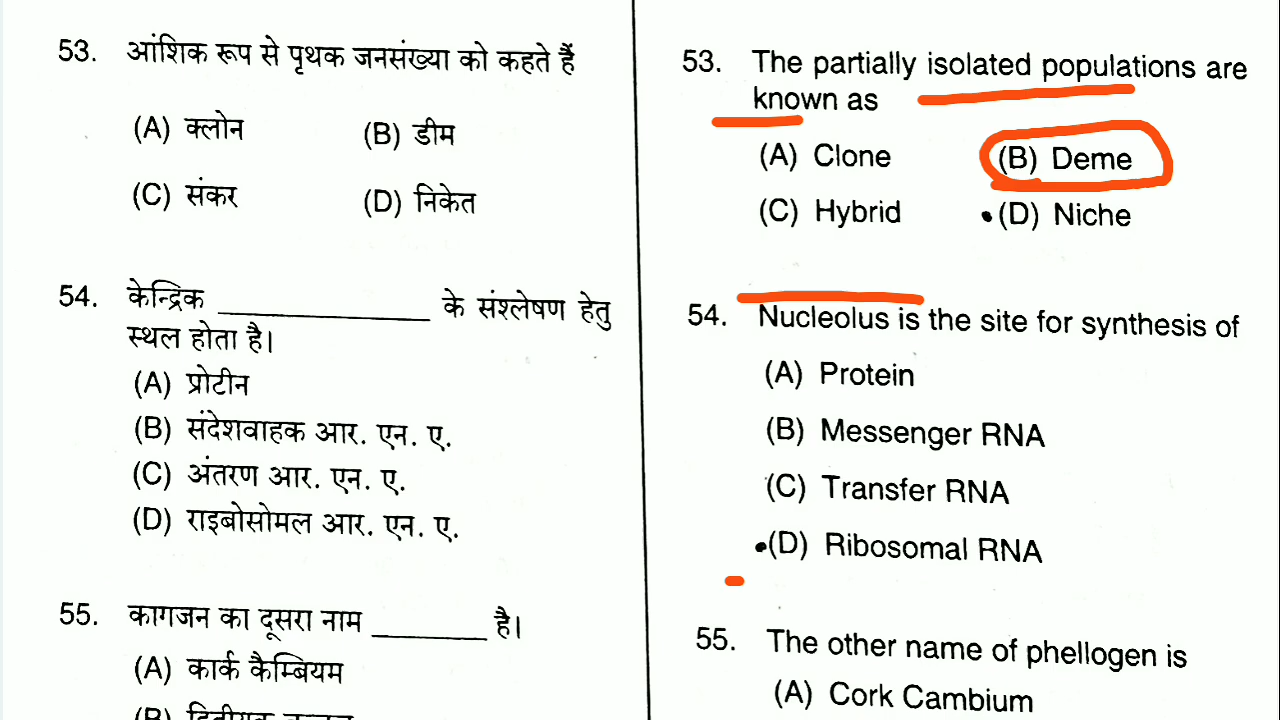 53. आंशिक रूप से पृथक जनसंख्या को कहते हैं
(A) क्लोन (B) डीम
(C) संकर (D) निकेत
54. केन्द्रिक ____________ के संश्लेषण हेतु
स्थल होता है।
(A) प्रोटीन
(B) संदेशवाहक आर. एन. ए.
(C) अंतरण आर. एन. ए.
(D) राइबोसोमल आर. एन. ए.
55. कागजन का दूसरा नाम ________ है।
(A) कार्क कैम्बियम
(B)
53. The partially isolated populations are
known as
(A) Clone (B) Deme
(C) Hybrid (D) Niche
54. Nucleolus is the site for synthesis of
(A) Protein
(B) Messenger RNA
(C) Transfer RNA
(D) Ribosomal RNA
55. The other name of phellogen is
(A) Cork Cambium